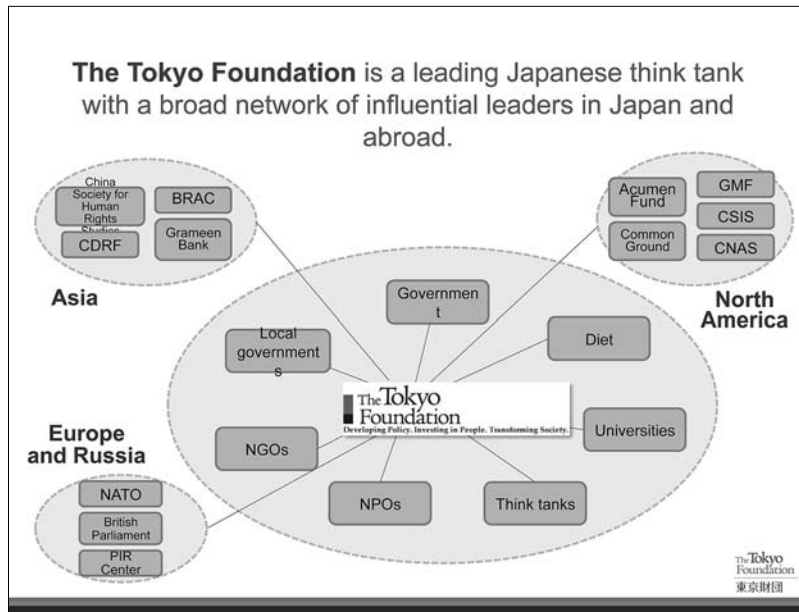 The Tokyo Foundation is a leading Japanese think tank
with a broad network of influential leaders in Japan and
abroad.
China
Society for
Human
Rights
Studies
BRAC
CDRF
Grameen
Bank
Asia
Acumen
Fund
GMF
CSIS
Common
Ground
CNAS
North
America
Governmen
t
Local
government
s
Diet
The Tokyo
Foundation
Developing Policy. Investing in People. Transforming Society.
NGOs
Universities
NPOs
Think tanks
Europe
and Russia
NATO
British
Parliament
PIR
Center
The Tokyo
Foundation
東京財団